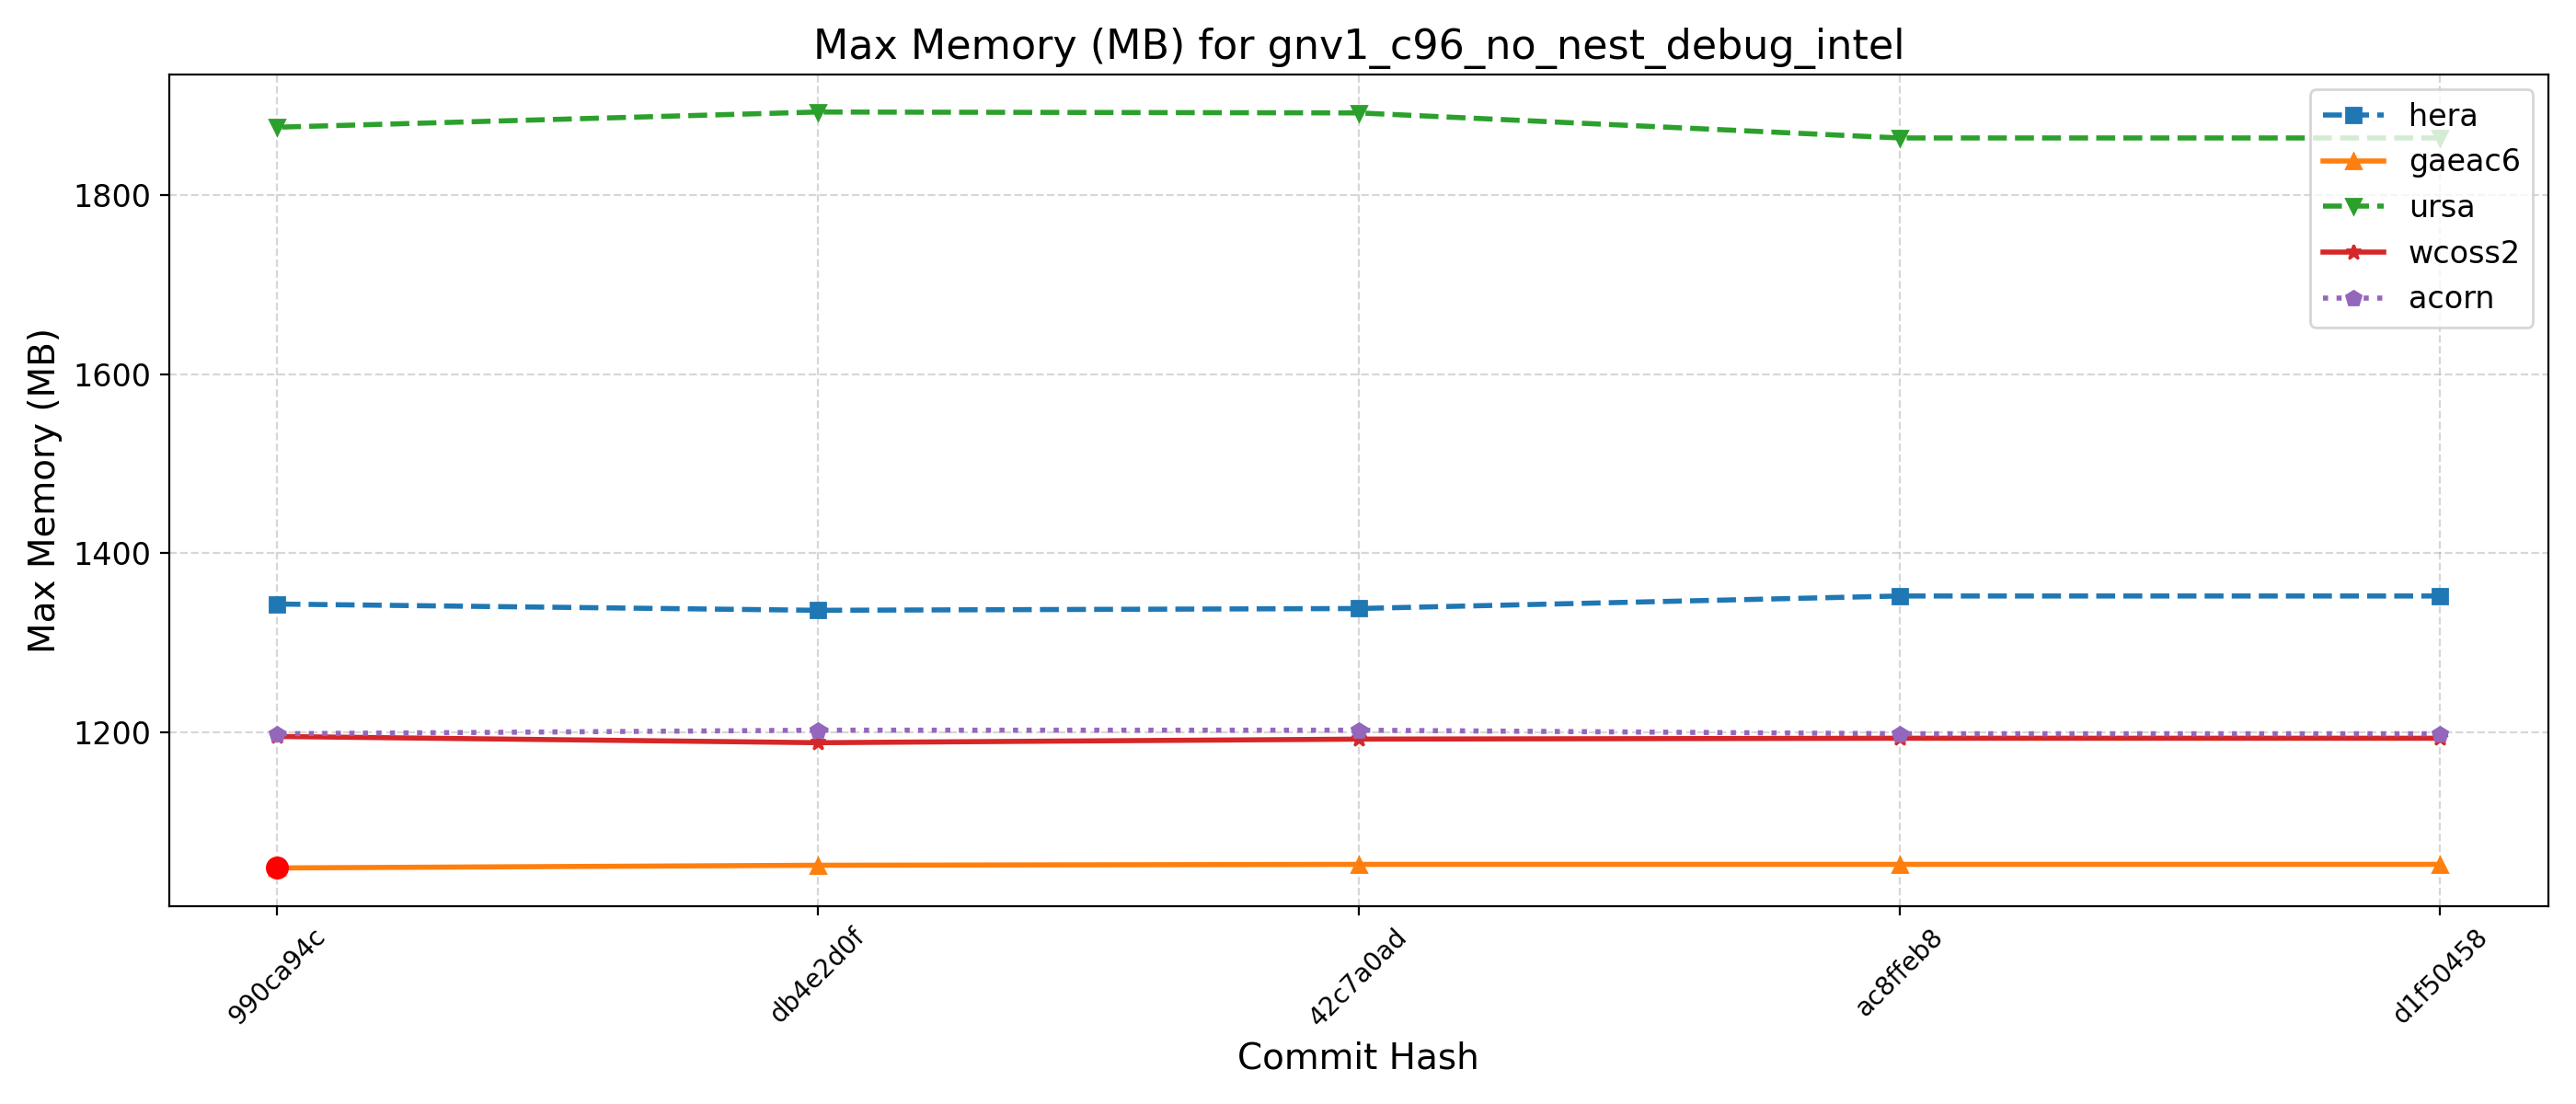 Max Memory (MB) for gnv1_c96_no_nest_debug_intel
Max Memory (MB)
1800
1600
1400
1200
hera
gaeac6
ursa
wcoss2
acorn
990ca94c
db4e2d0f
42c7a0ad
ac8ffeb8
d1f50458
Commit Hash